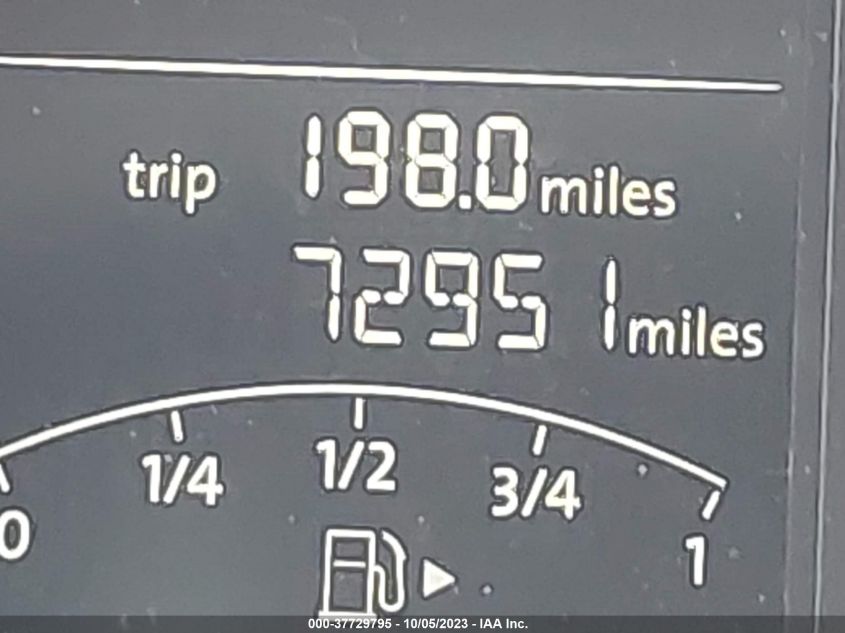 trip 198.0 miles
72951 miles
0 1/4 1/2 3/4 1
000-37729795 - 10/05/2023 - IAA Inc.